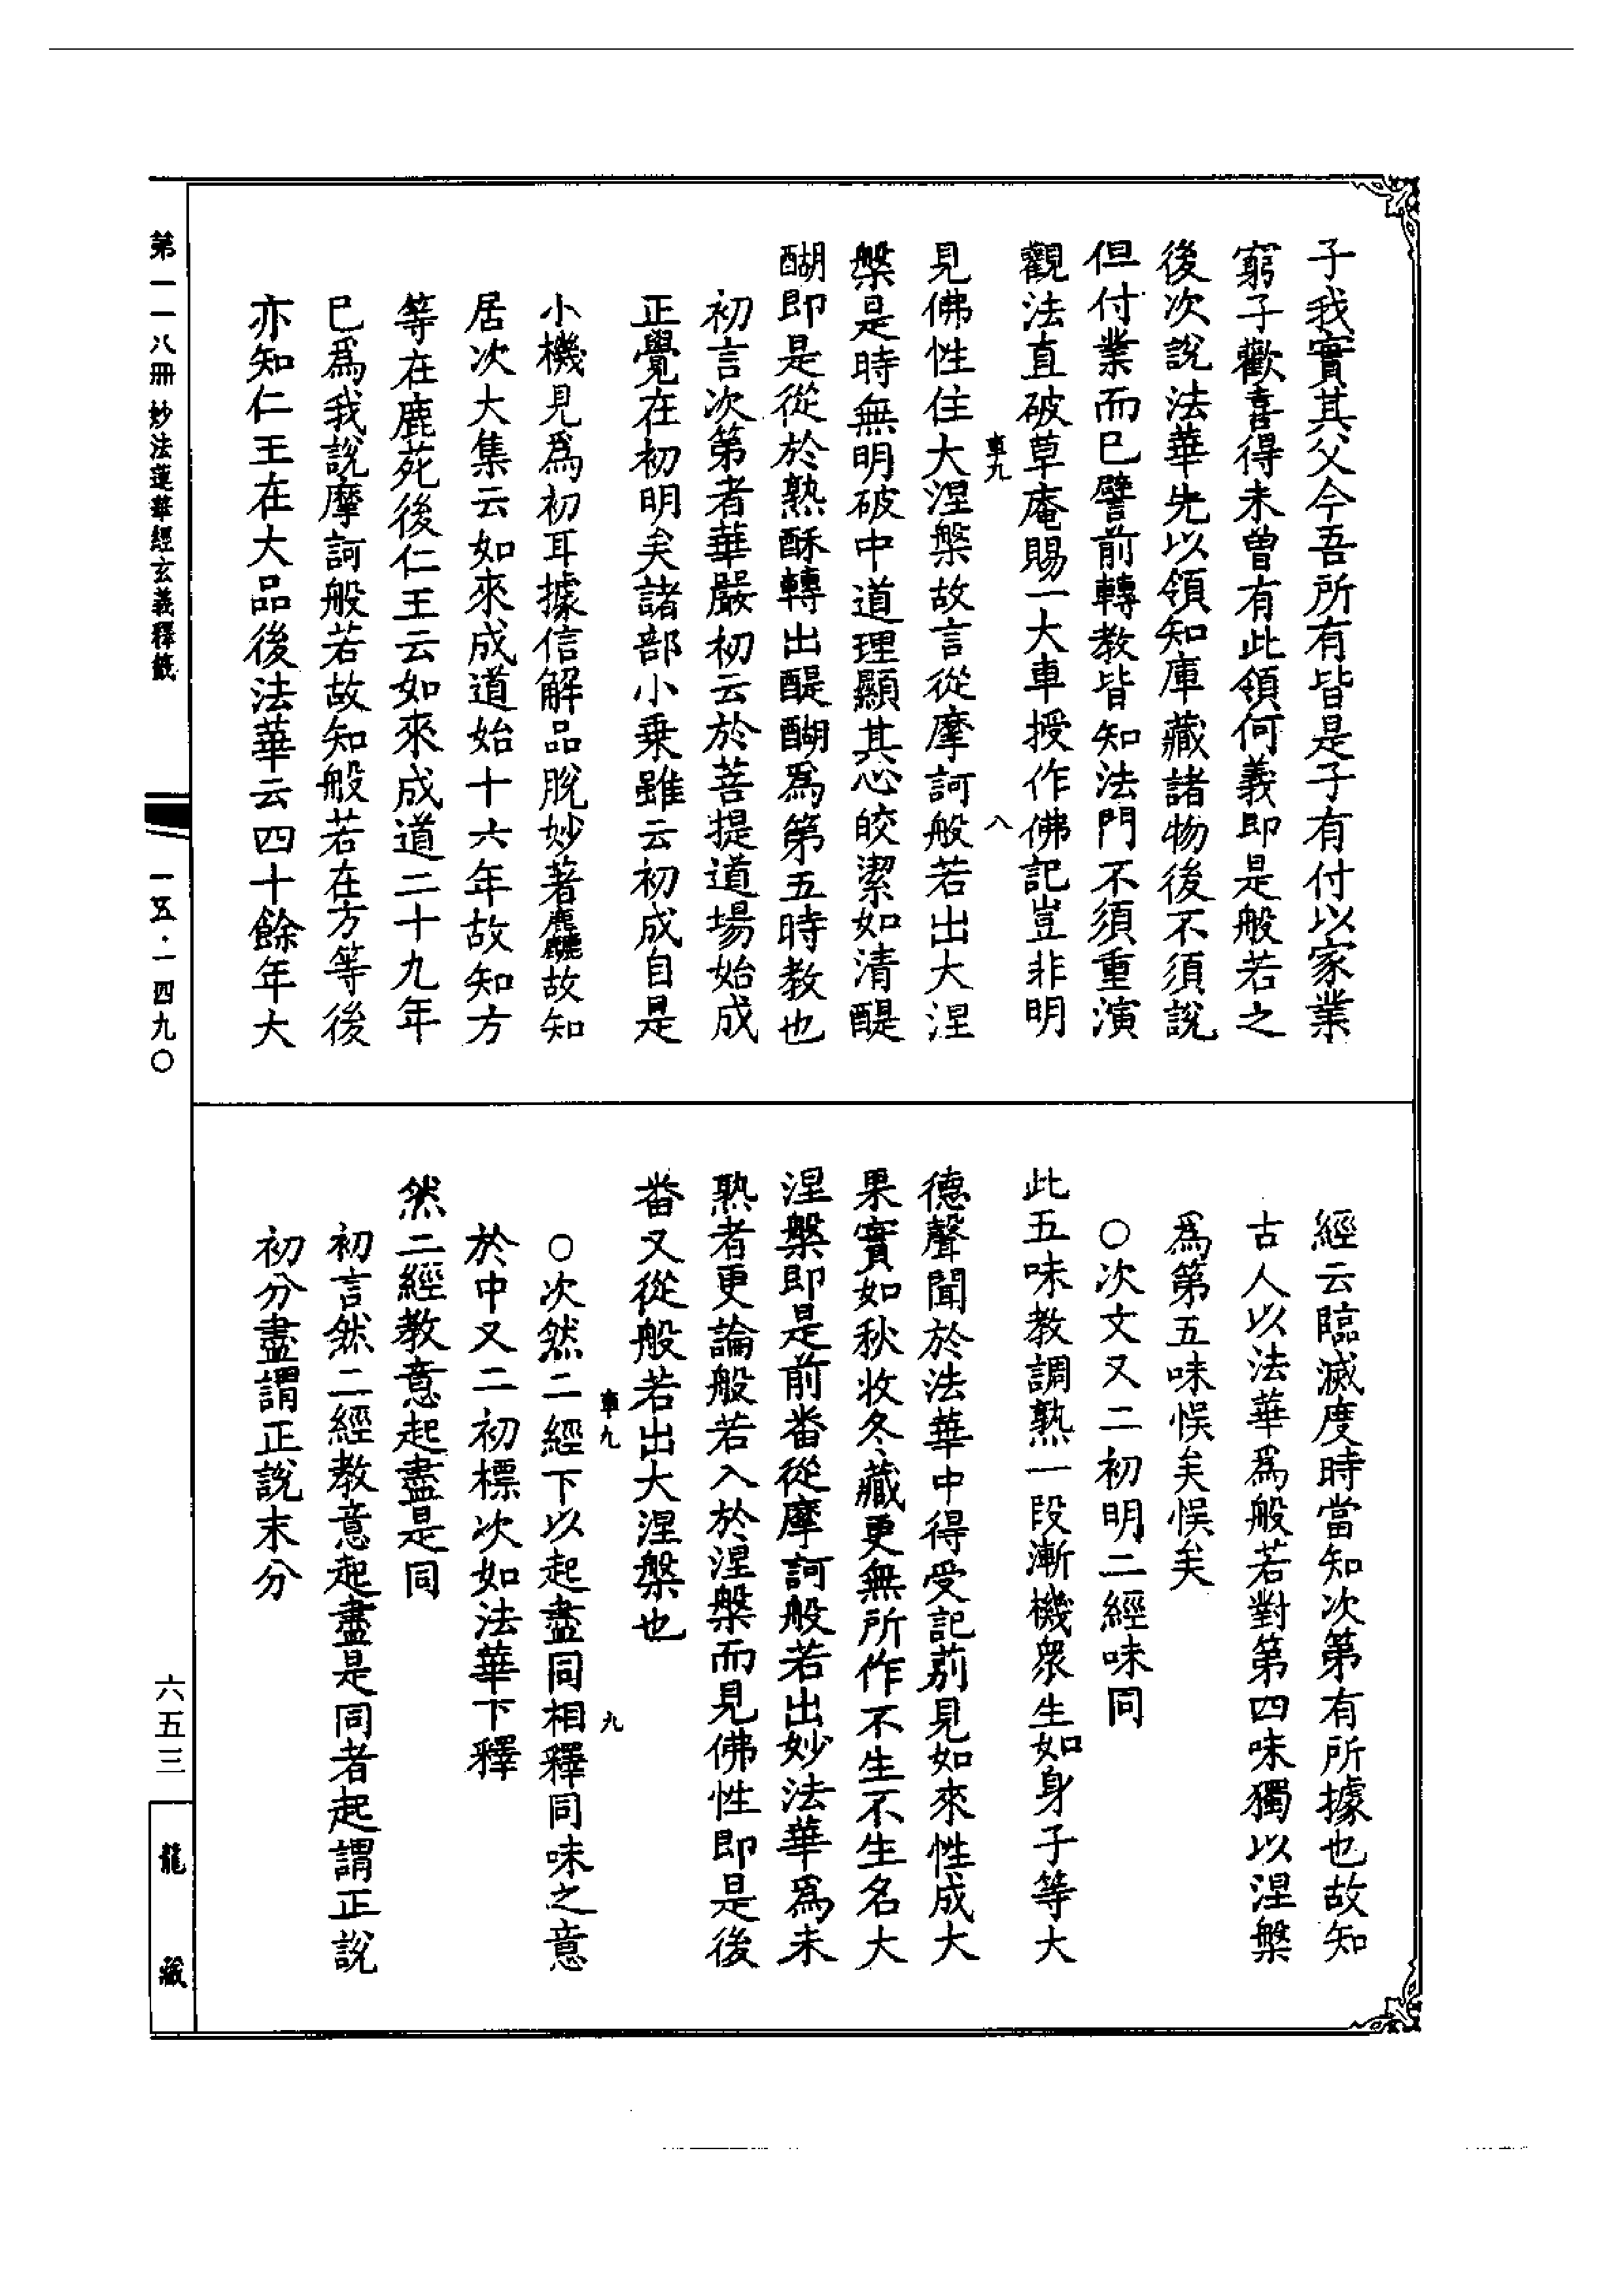 子我實其父今吾所有皆是子有付以家業
窮子歡喜得未曾有此領何義即是般若之
後次說法華先以領知庫藏諸物後不須說
但付業而已譬前轉教皆知法門不須重演
觀法直破草庵賜一大車授作佛記豈非明
車九
八
見佛性住大涅槃故言從摩訶般若出大涅
槃是時無明破中道理顯其心皎潔如清醍
醐即是從於熟酥轉出醍醐爲第五時教也
初言次第者華嚴初云於菩提道場始成
正覺在初明矣諸部小乗雖云初成自是
小機見爲初耳據信解品脫妙著麤故知
居次大集云如來成道始十六年故知方
等在鹿苑後仁王云如來成道二十九年
已爲我說摩訶般若故知般若在方等後
亦知仁王在大品後法華云四十餘年大
經云臨滅度時當知次第有所據也故知
古人以法華爲般若對第四味獨以涅槃
爲第五味悞矣悞矣
○次文又二初明二經味同
此五味教調熟一段漸機衆生如身子等大
德聲聞於法華中得受記莂見如來性成大
果實如秋收冬藏更無所作不生不生名大
涅槃即是前畨從摩訶般若出妙法華爲未
熟者更論般若入於涅槃而見佛性即是後
畨又從般若出大涅槃也
車九
九
○次然二經下以起盡同相釋同味之意
於中又二初標次如法華下釋
然二經教意起盡是同
初言然二經教意起盡是同者起謂正說
初分盡謂正說末分
第一一八冊 妙法蓮華經玄義釋籤
一五·一四九〇
六五三
龍藏